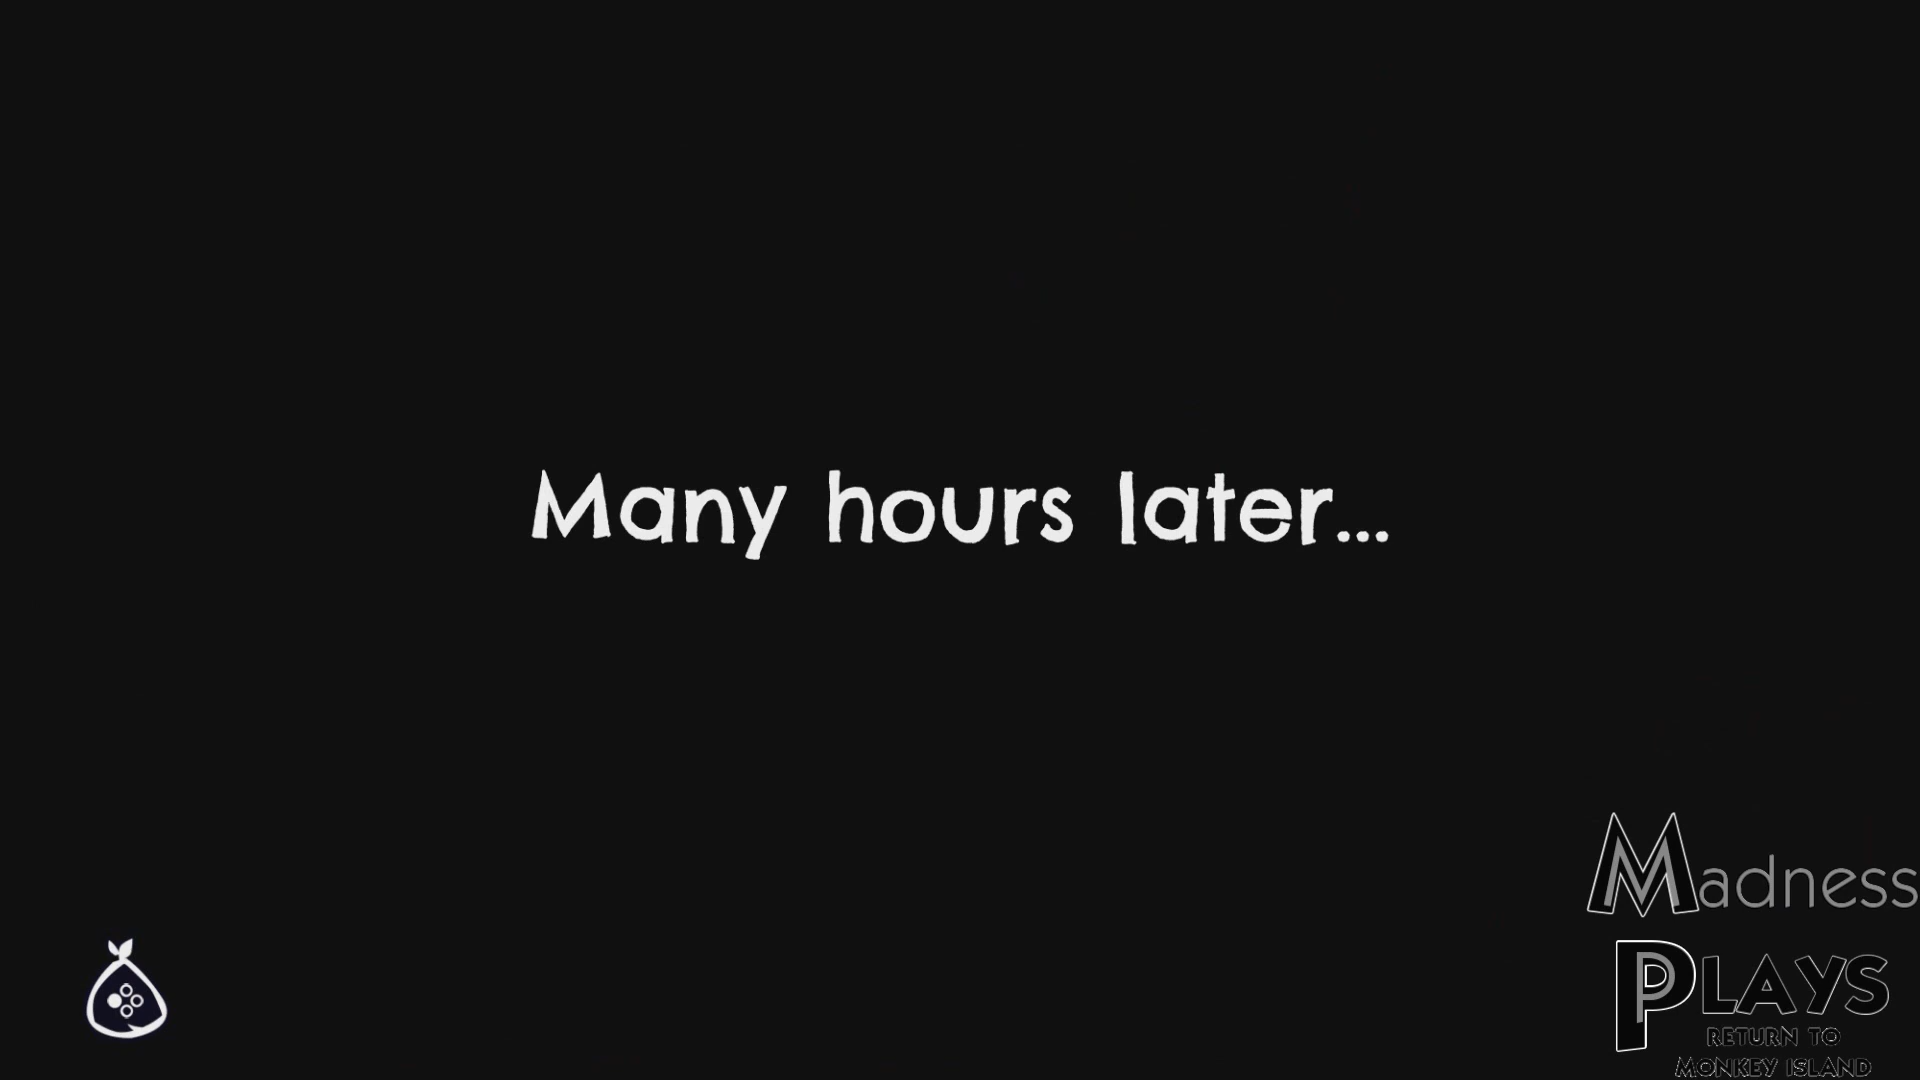 Many hours later...
Madness
PLAYS
RETURN TO
MONKEY ISLAND